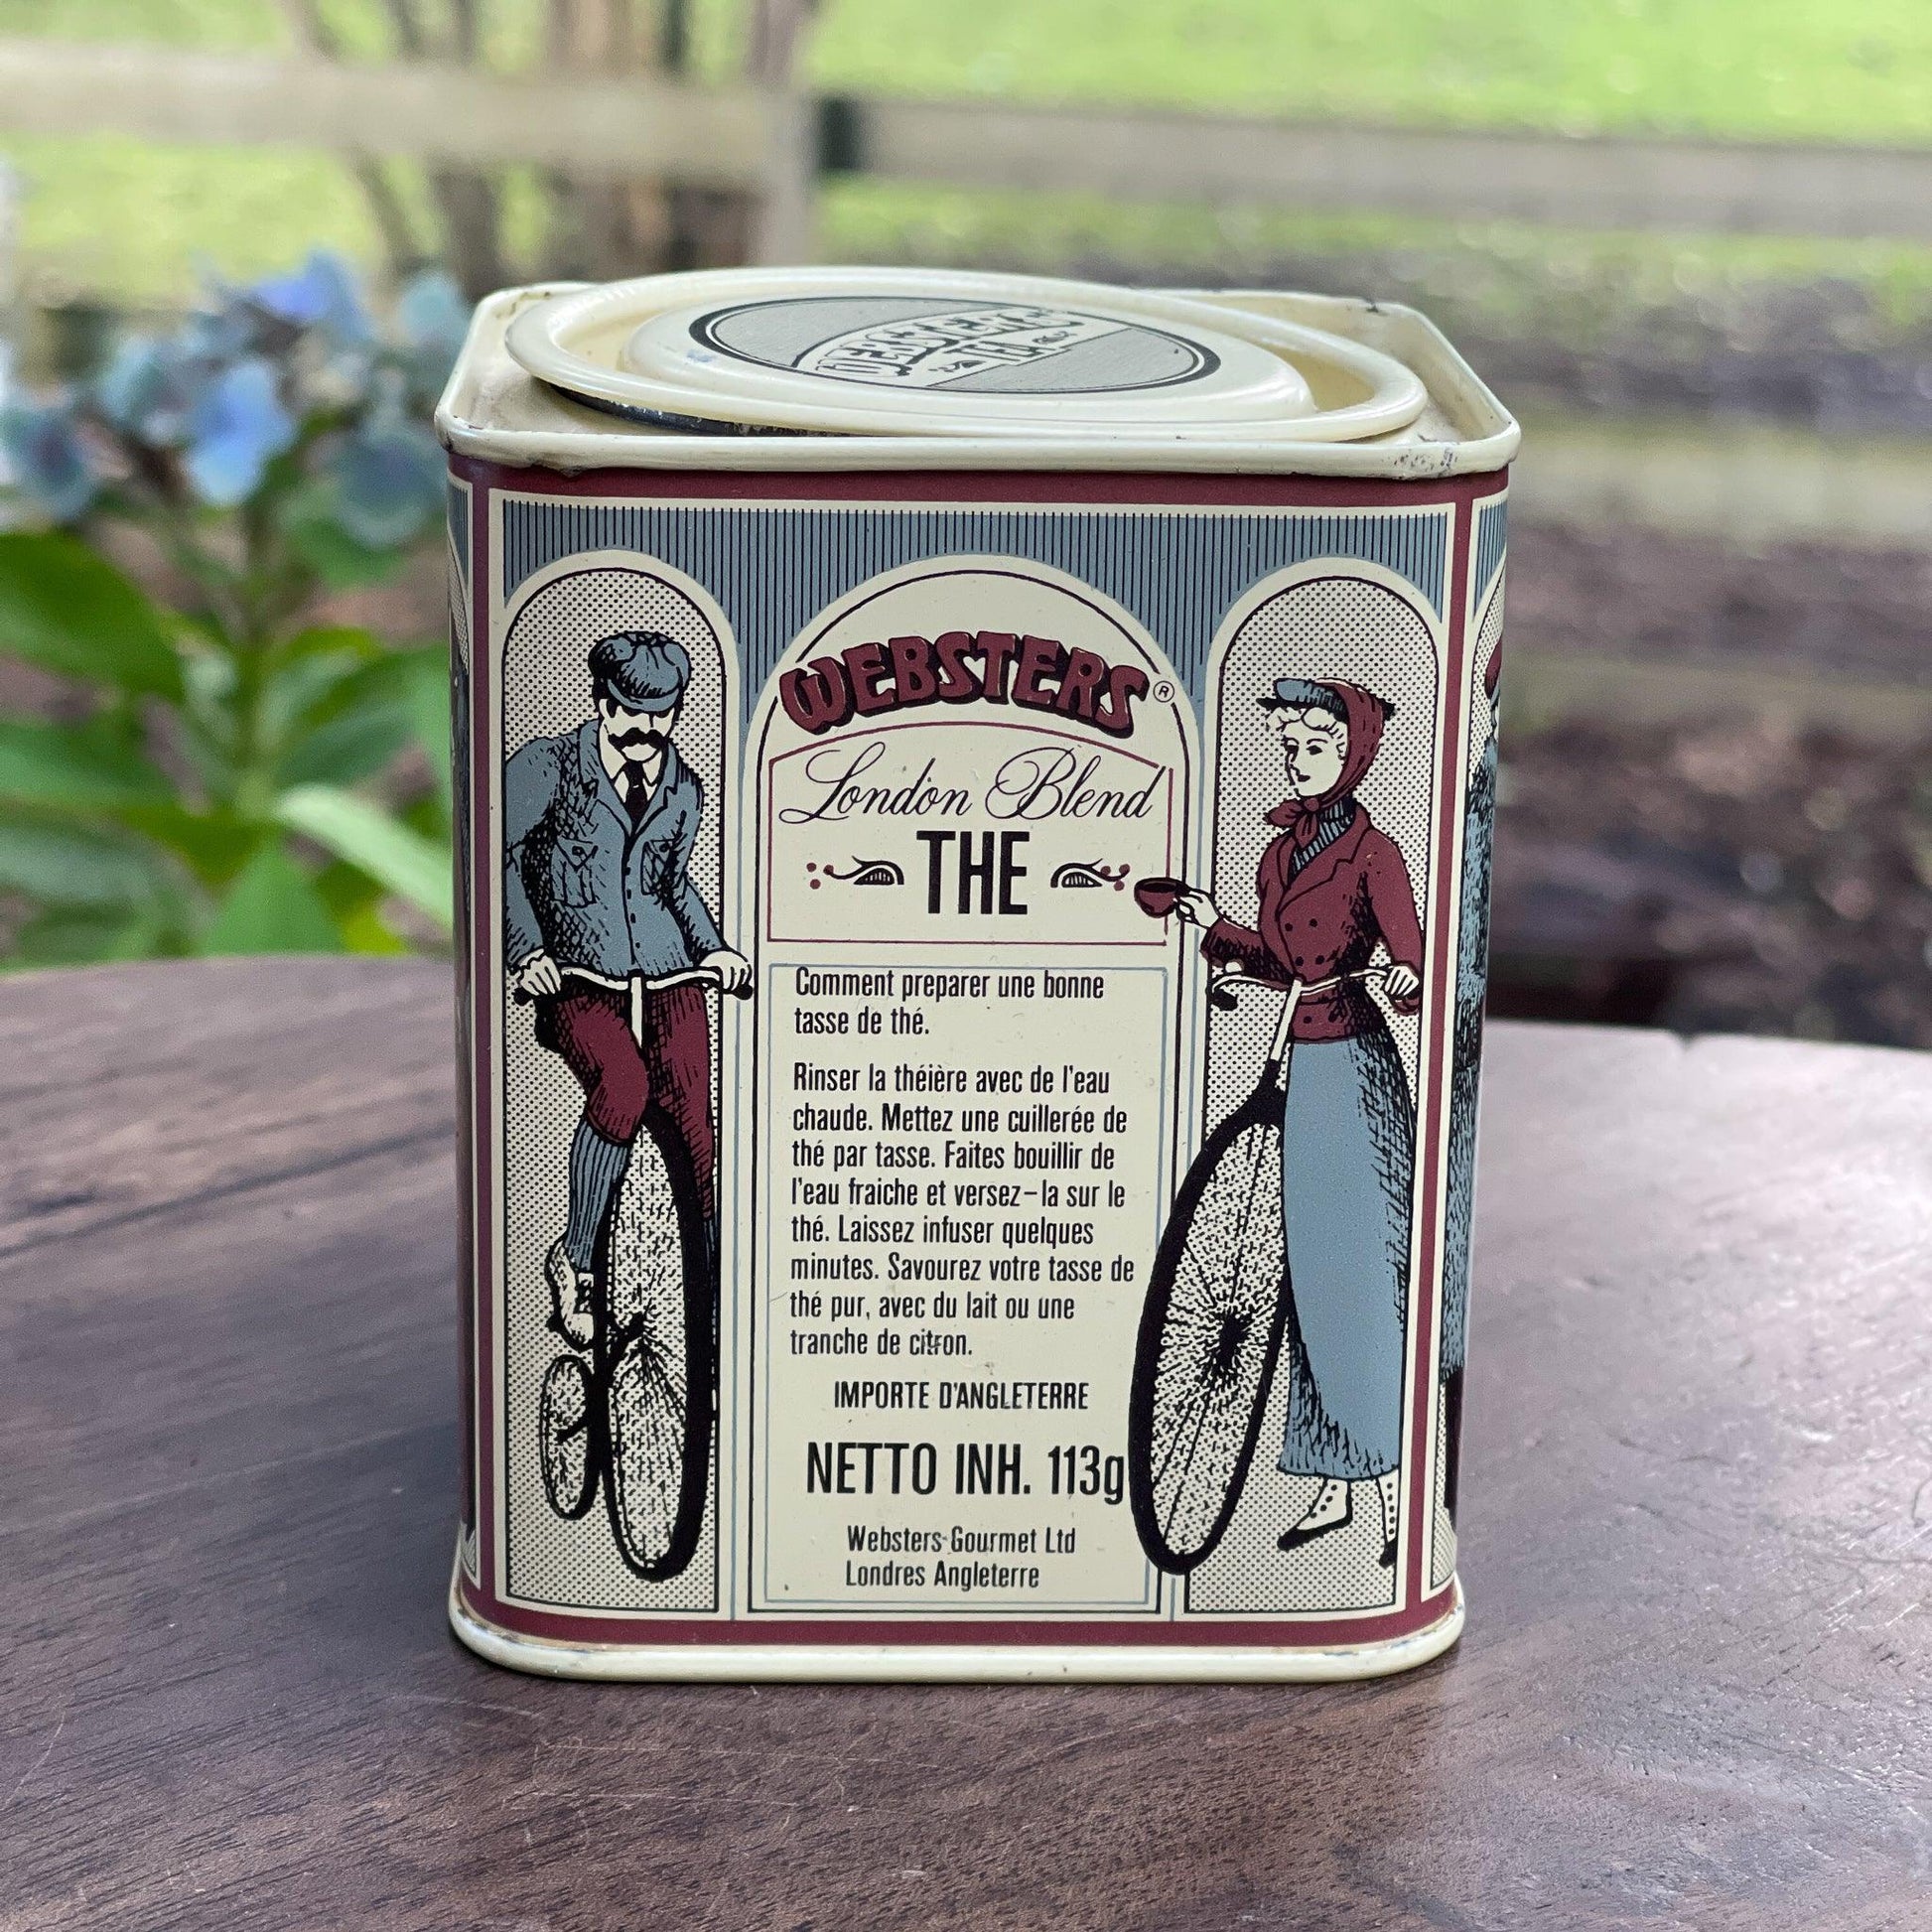 WEBSTERS
TEA
WEBSTERS®
London Blend
THE
Comment preparer une bonne
tasse de thé.
Rinser la théière avec de l'eau
chaude. Mettez une cuillerée de
thé par tasse. Faites bouillir de
l'eau fraiche et versez–la sur le
thé. Laissez infuser quelques
minutes. Savourez votre tasse de
thé pur, avec du lait ou une
tranche de citron.
IMPORTE D'ANGLETERRE
NETTO INH. 113g
Websters Gourmet Ltd
Londres Angleterre